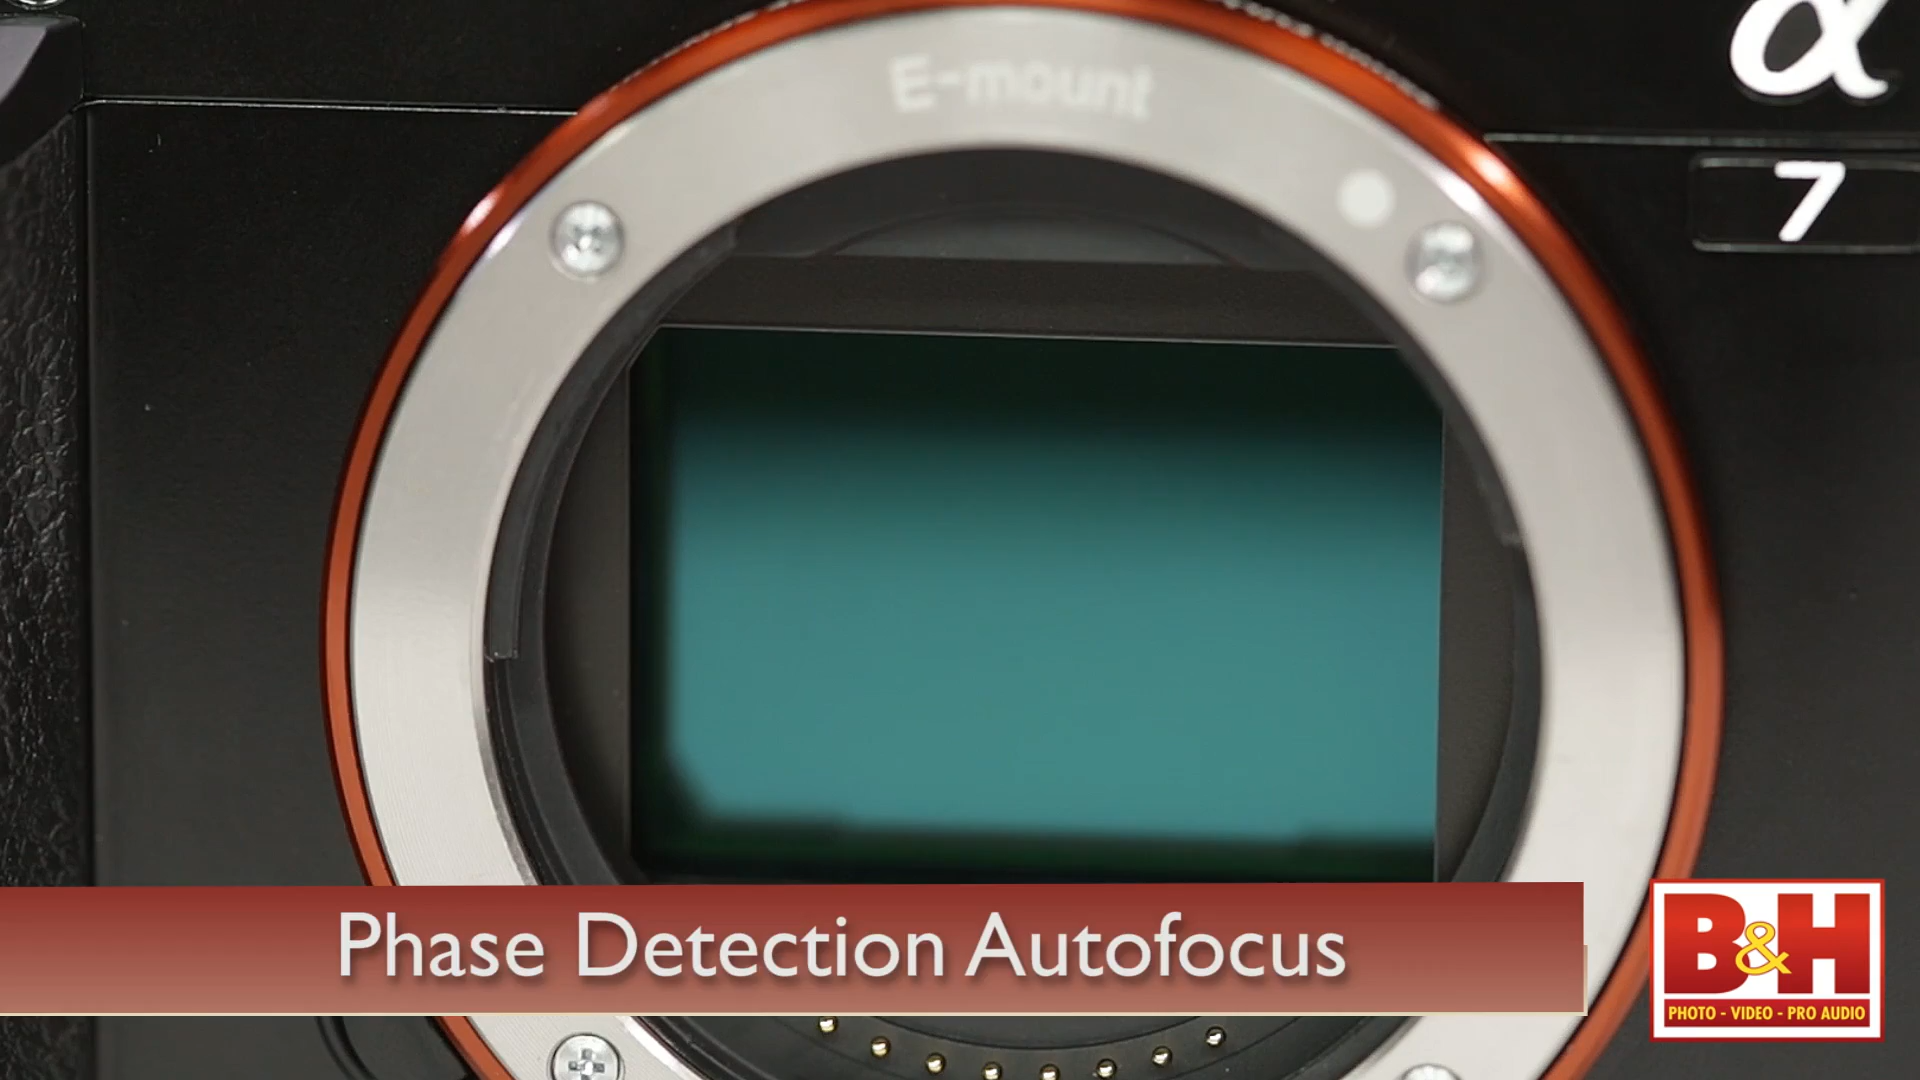 E-mount
α
7
Phase Detection Autofocus
B&H
PHOTO - VIDEO - PRO AUDIO